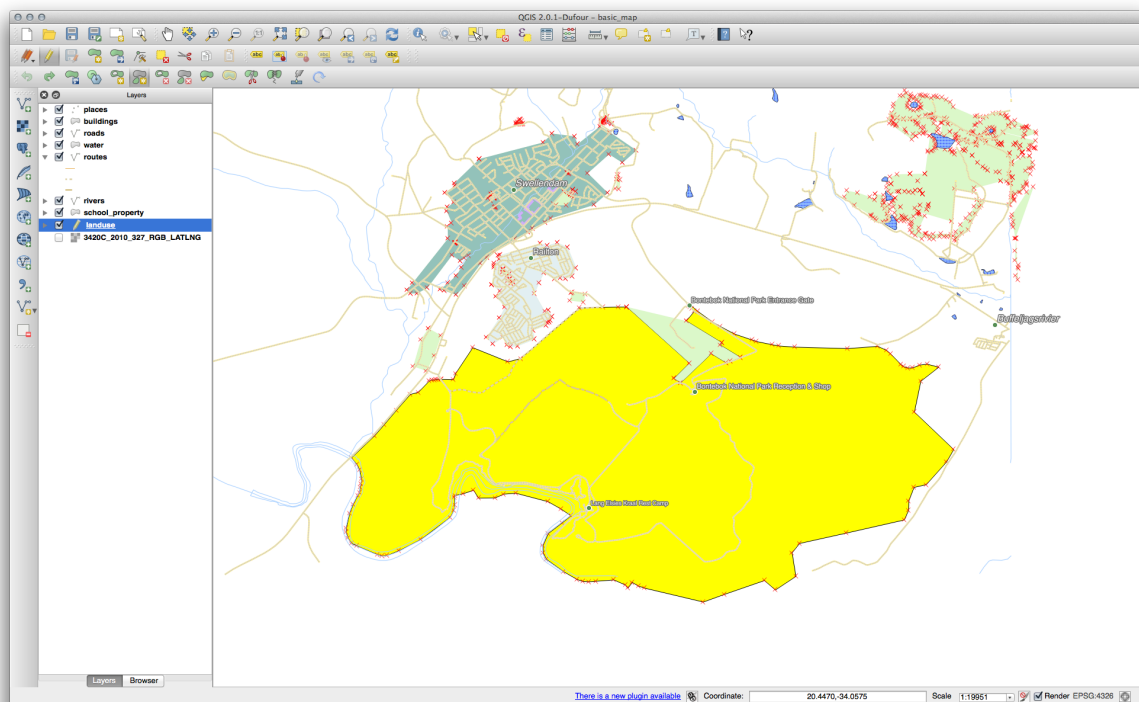 QGIS 2.0.1-Dufour - basic_map
Layers
places
buildings
roads
water
routes
rivers
school_property
landuse
3420C_2010_327_RGB_LATLNG
Swellendam
Railton
Bontebok National Park Entrance Gate
Buffeljagsrivier
Bontebok National Park Reception & Shop
Lang Elsies Kraal Rest Camp
Layers
Browser
There is a new plugin available
Coordinate:
20.4470,-34.0575
Scale
1:19951
Render
EPSG:4326